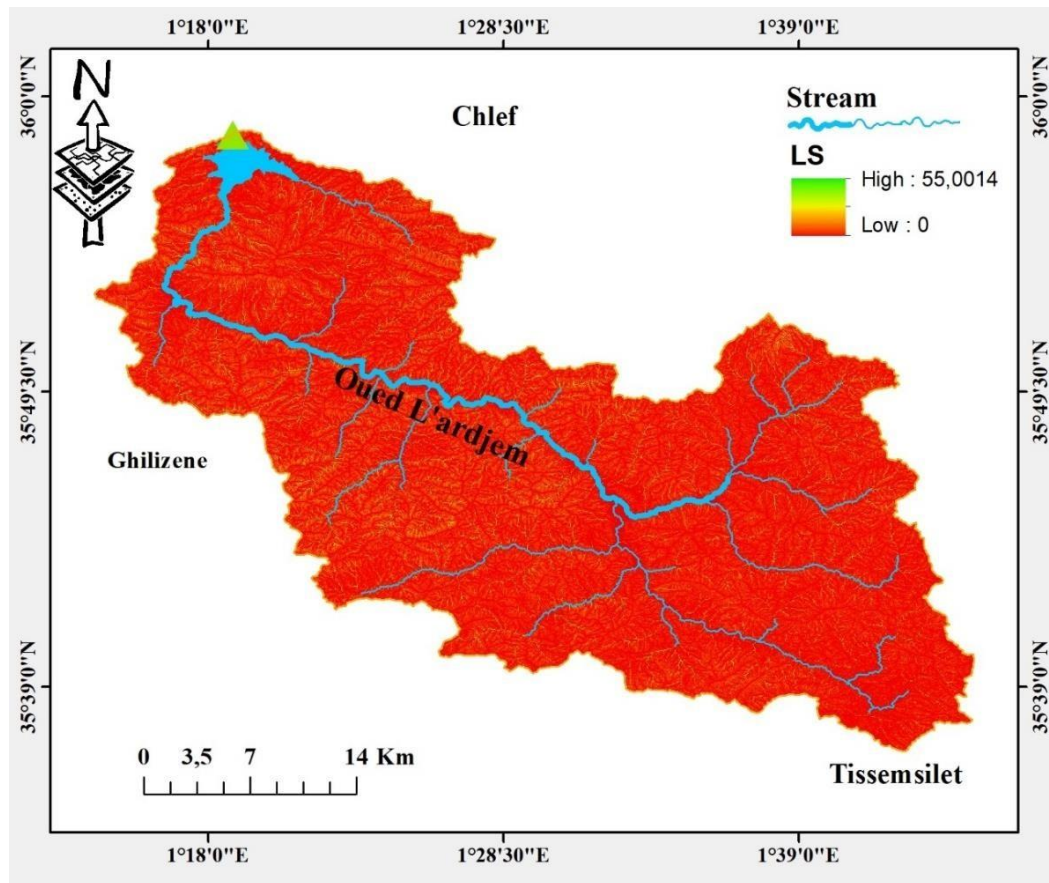 1°18'0"E 1°28'30"E 1°39'0"E
N
Chlef
Stream
LS
High : 55,0014
Low : 0
36°0'0"N
36°0'0"N
35°49'30"N
35°49'30"N
Oued L'ardjem
Ghilizene
35°39'0"N
35°39'0"N
0 3,5 7 14 Km
Tissemsilet
1°18'0"E 1°28'30"E 1°39'0"E